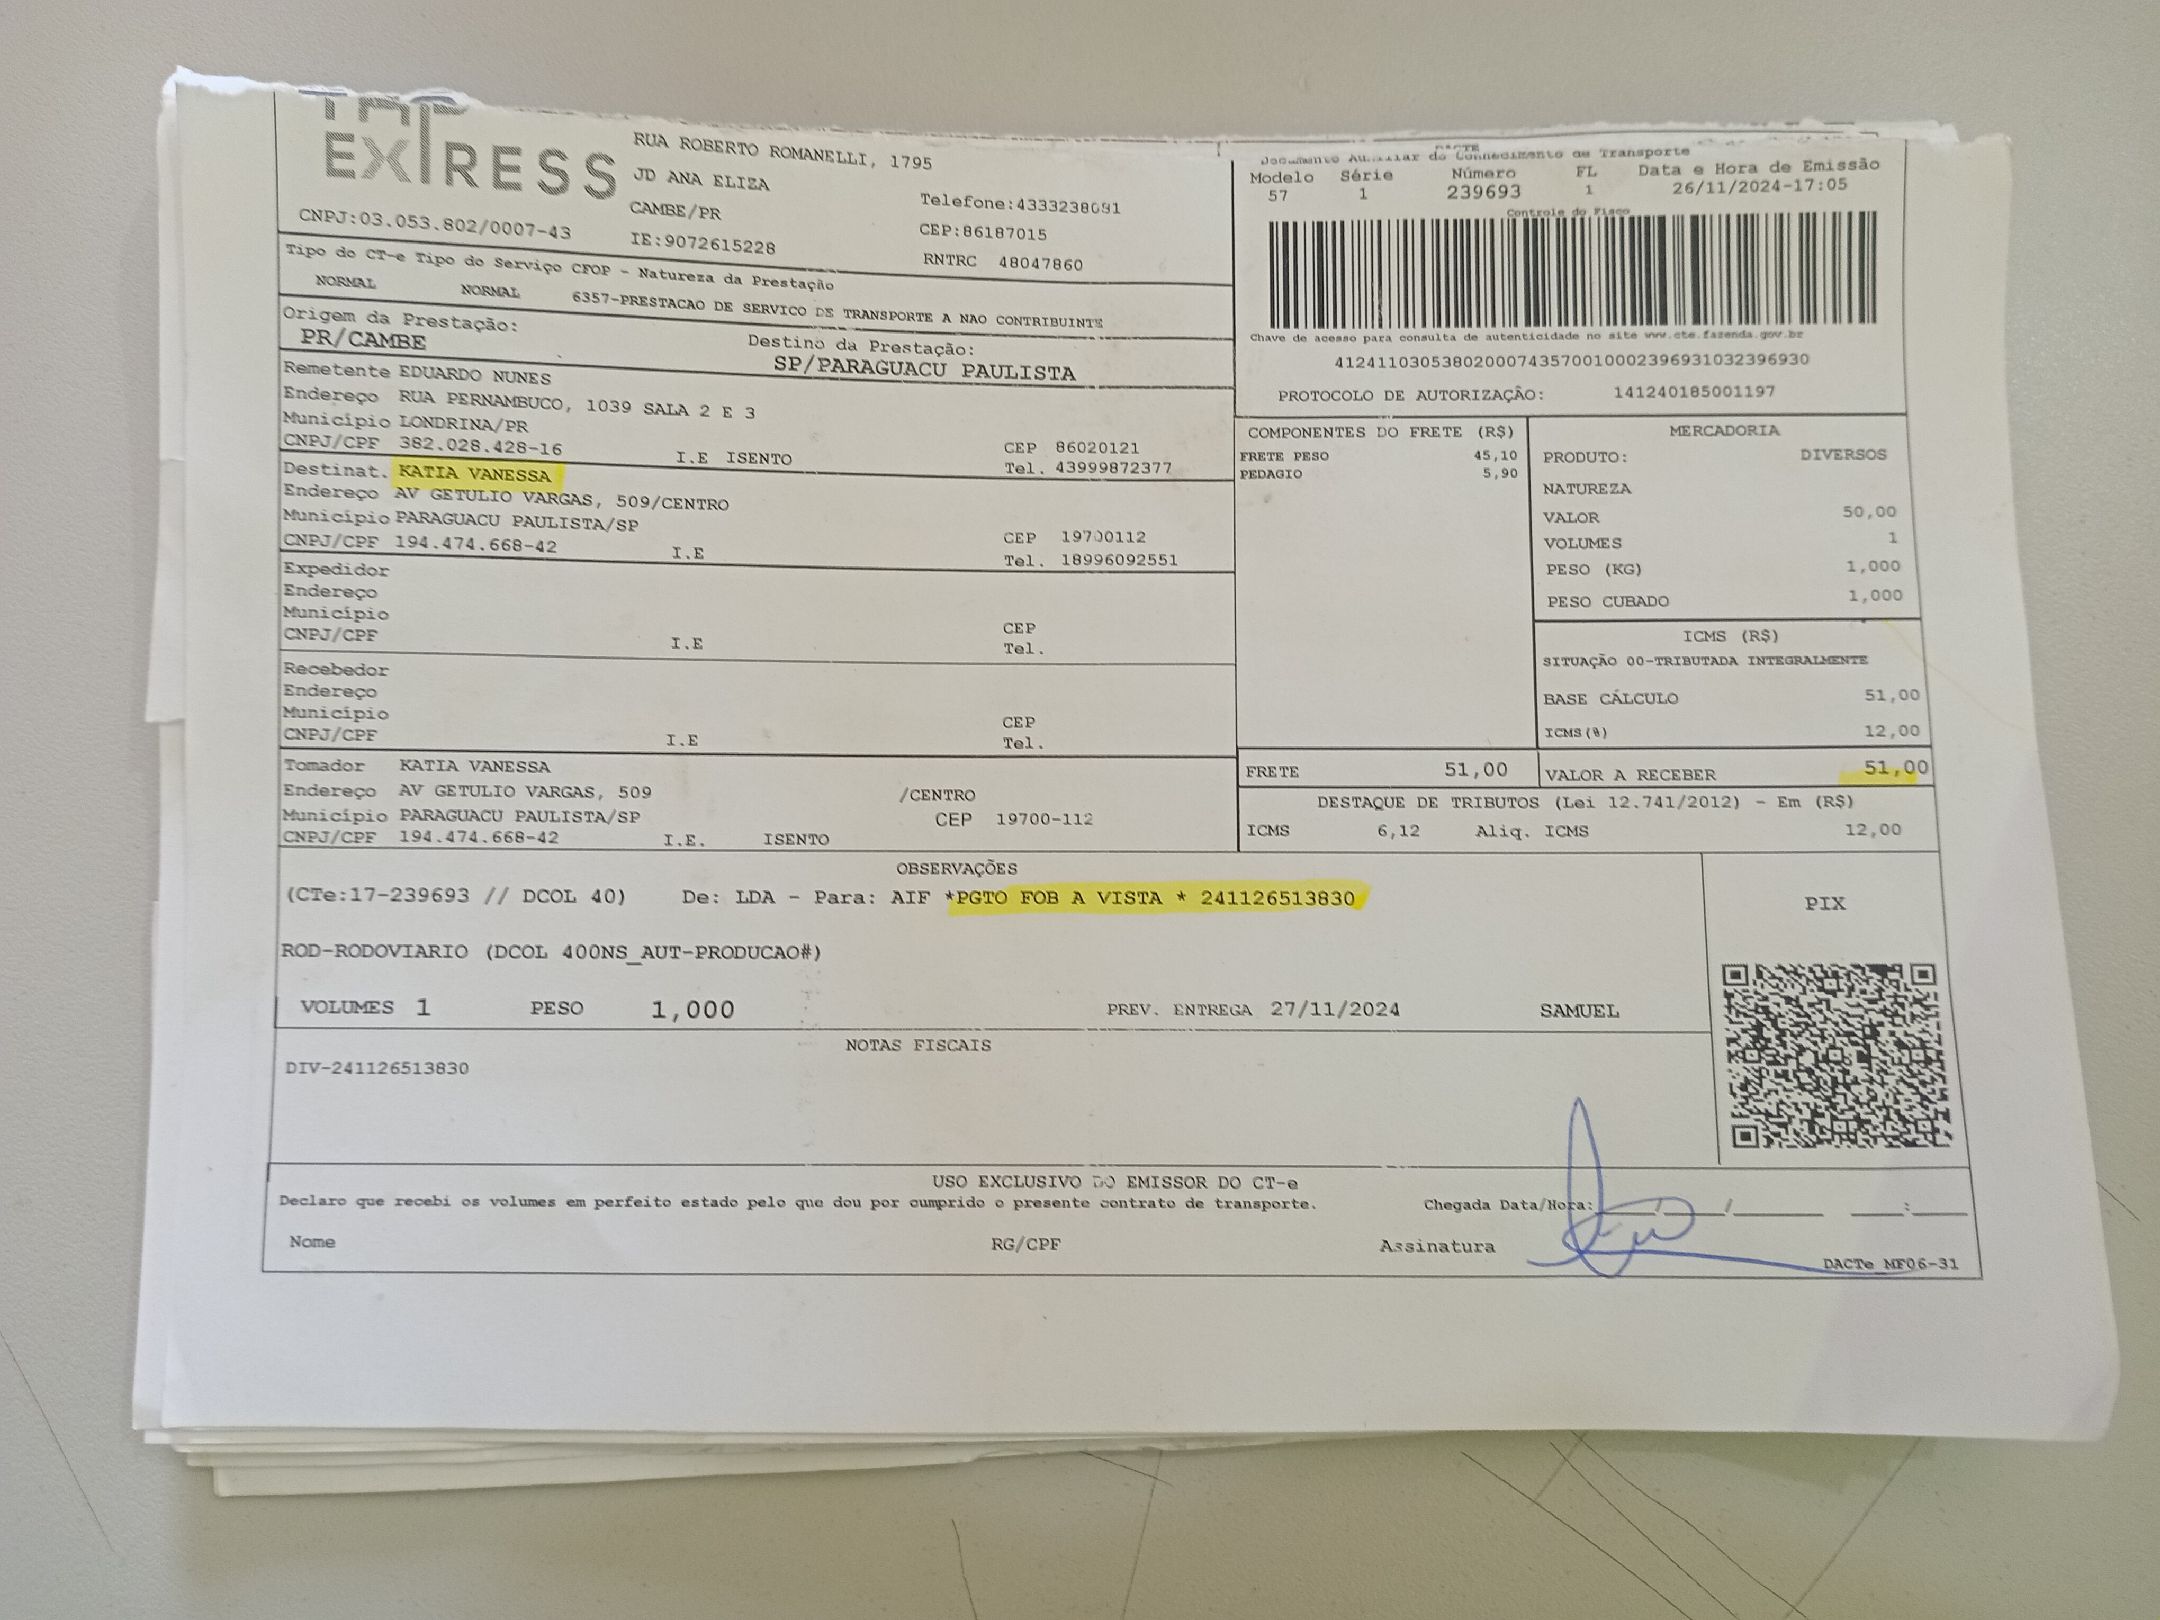 EXPRESS
RUA ROBERTO ROMANELLI, 1795
JD ANA ELIZA
CAMBE/PR
Telefone:4333238091
CNPJ:03.053.802/0007-43
IE:9072615228
CEP:86187015
RNTRC 48047860
Tipo do CT-e Tipo do Serviço CFOP - Natureza da Prestação
NORMAL NORMAL 6357-PRESTACAO DE SERVICO DE TRANSPORTE A NAO CONTRIBUINTE
Origem da Prestação:
PR/CAMBE
Destino da Prestação:
SP/PARAGUACU PAULISTA
Remetente EDUARDO NUNES
Endereço RUA PERNAMBUCO, 1039 SALA 2 E 3
Município LONDRINA/PR
CEP 86020121
CNPJ/CPF 382.028.428-16 I.E ISENTO
Tel. 43999872377
Destinat. KATIA VANESSA
Endereço AV GETULIO VARGAS, 509/CENTRO
Município PARAGUACU PAULISTA/SP
CEP 19700112
CNPJ/CPF 194.474.668-42 I.E
Tel. 18996092551
Expedidor
Endereço
Município
CEP
CNPJ/CPF I.E
Tel.
Recebedor
Endereço
Município
CEP
CNPJ/CPF I.E
Tel.
Tomador KATIA VANESSA
Endereço AV GETULIO VARGAS, 509 /CENTRO
Município PARAGUACU PAULISTA/SP CEP 19700-112
CNPJ/CPF 194.474.668-42 I.E. ISENTO
DACTE
Documento Auxiliar do Conhecimento de Transporte
Modelo Série Número FL Data e Hora de Emissão
57 1 239693 1 26/11/2024-17:05
Controle do Fisco
Chave de acesso para consulta de autenticidade no site www.cte.fazenda.gov.br
41241103053802000743570010002396931032396930
PROTOCOLO DE AUTORIZAÇÃO: 141240185001197
COMPONENTES DO FRETE (R$)
FRETE PESO 45,10
PEDAGIO 5,90
MERCADORIA
PRODUTO: DIVERSOS
NATUREZA
VALOR 50,00
VOLUMES 1
PESO (KG) 1,000
PESO CUBADO 1,000
ICMS (R$)
SITUAÇÃO 00-TRIBUTADA INTEGRALMENTE
BASE CÁLCULO 51,00
ICMS(%) 12,00
FRETE 51,00
VALOR A RECEBER 51,00
DESTAQUE DE TRIBUTOS (Lei 12.741/2012) - Em (R$)
ICMS 6,12 Aliq. ICMS 12,00
OBSERVAÇÕES
(CTe:17-239693 // DCOL 40) De: LDA - Para: AIF *PGTO FOB A VISTA * 241126513830
ROD-RODOVIARIO (DCOL 400NS_AUT-PRODUCAO#)
VOLUMES 1 PESO 1,000 PREV. ENTREGA 27/11/2024 SAMUEL
PIX
NOTAS FISCAIS
DIV-241126513830
USO EXCLUSIVO DO EMISSOR DO CT-e
Declaro que recebi os volumes em perfeito estado pelo que dou por cumprido o presente contrato de transporte.
Chegada Data/Hora: / / :
Nome RG/CPF Assinatura
DACTe_MF06-31